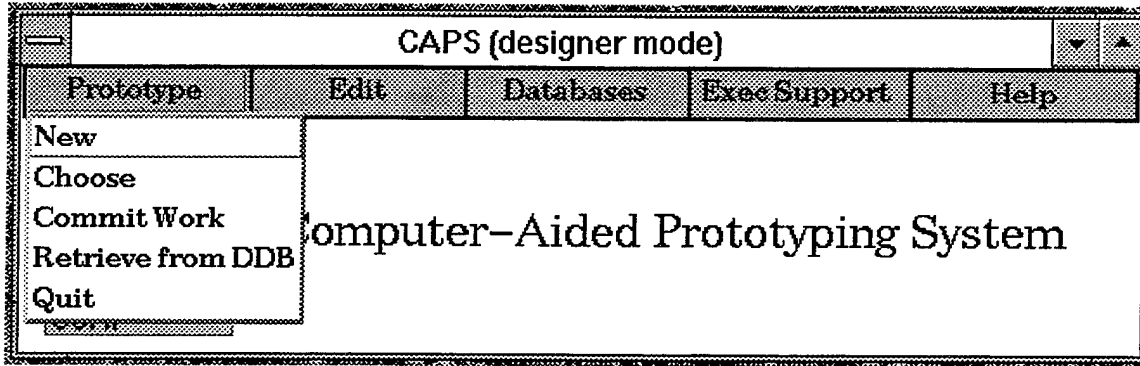 CAPS (designer mode)
Prototype Edit Databases Exec Support Help
New
Choose
Commit Work
omputer-Aided Prototyping System
Retrieve from DDB
Quit